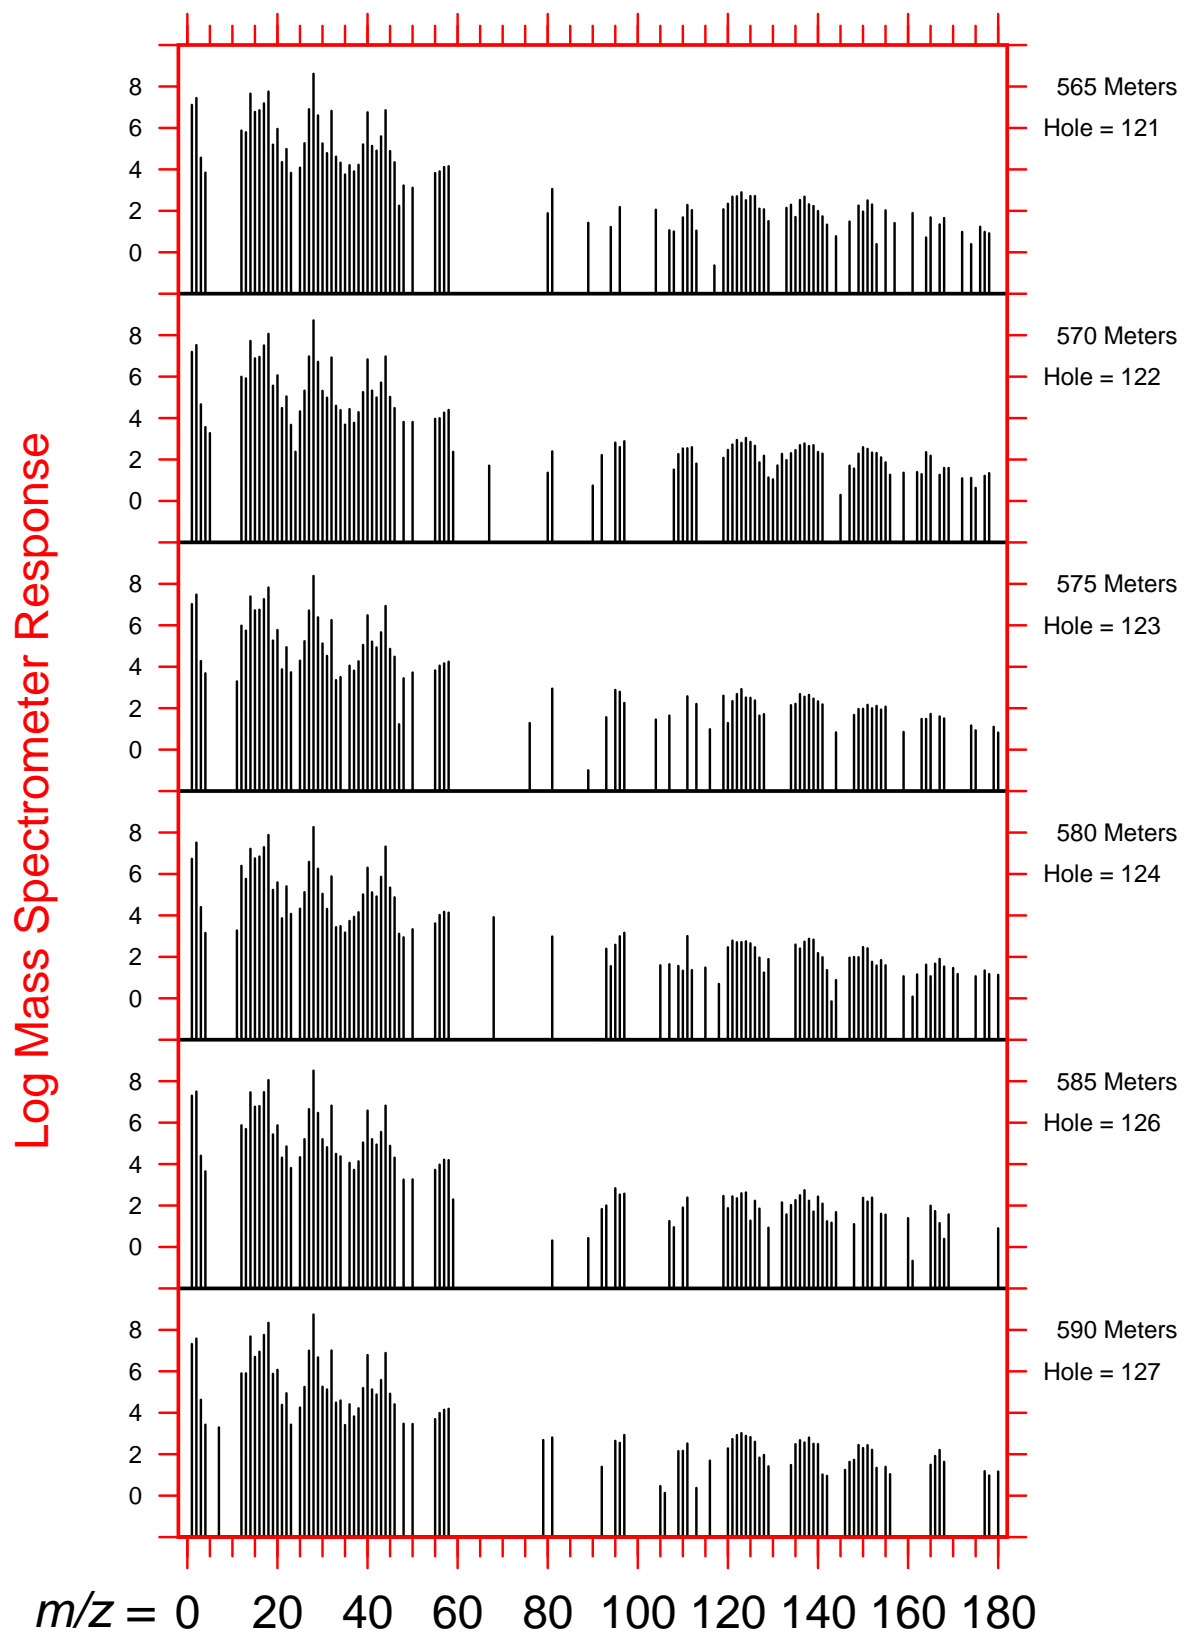 8
6
4
2
0
565 Meters
Hole = 121
8
6
4
2
0
570 Meters
Hole = 122
8
6
4
2
0
575 Meters
Hole = 123
8
6
4
2
0
580 Meters
Hole = 124
8
6
4
2
0
585 Meters
Hole = 126
8
6
4
2
0
590 Meters
Hole = 127
Log Mass Spectrometer Response
m/z = 0 20 40 60 80 100 120 140 160 180